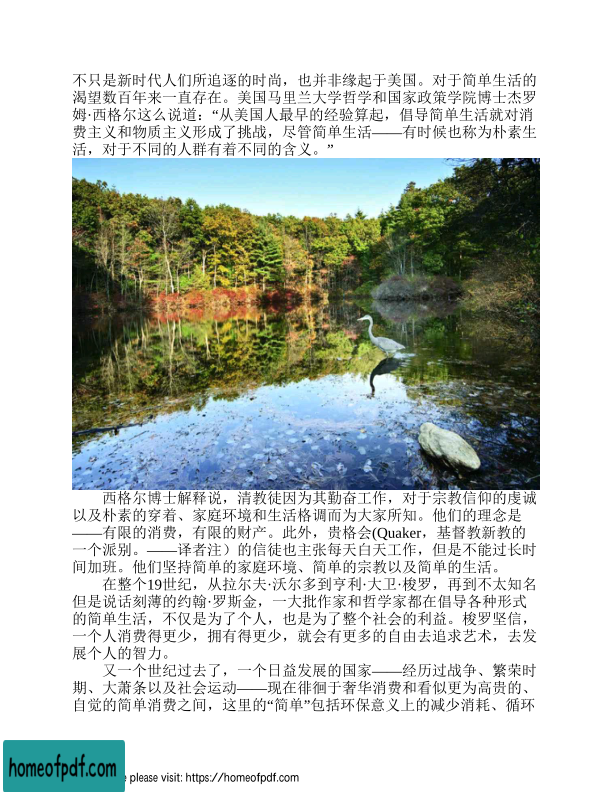 不只是新时代人们所追逐的时尚，也并非缘起于美国。对于简单生活的
渴望数百年来一直存在。美国马里兰大学哲学和国家政策学院博士杰罗
姆·西格尔这么说道：“从美国人最早的经验算起，倡导简单生活就对消
费主义和物质主义形成了挑战，尽管简单生活——有时候也称为朴素生
活，对于不同的人群有着不同的含义。”
西格尔博士解释说，清教徒因为其勤奋工作，对于宗教信仰的虔诚
以及朴素的穿着、家庭环境和生活格调而为大家所知。他们的理念是
——有限的消费，有限的财产。此外，贵格会(Quaker，基督教新教的
一个派别。——译者注）的信徒也主张每天白天工作，但是不能过长时
间加班。他们坚持简单的家庭环境、简单的宗教以及简单的生活。
在整个19世纪，从拉尔夫·沃尔多到亨利·大卫·梭罗，再到不太知名
但是说话刻薄的约翰·罗斯金，一大批作家和哲学家都在倡导各种形式
的简单生活，不仅是为了个人，也是为了整个社会的利益。梭罗坚信，
一个人消费得更少，拥有得更少，就会有更多的自由去追求艺术，去发
展个人的智力。
又一个世纪过去了，一个日益发展的国家——经历过战争、繁荣时
期、大萧条以及社会运动——现在徘徊于奢华消费和看似更为高贵的、
自觉的简单消费之间，这里的“简单”包括环保意义上的减少消耗、循环
homeofpdf.com
please visit: https://homeofpdf.com